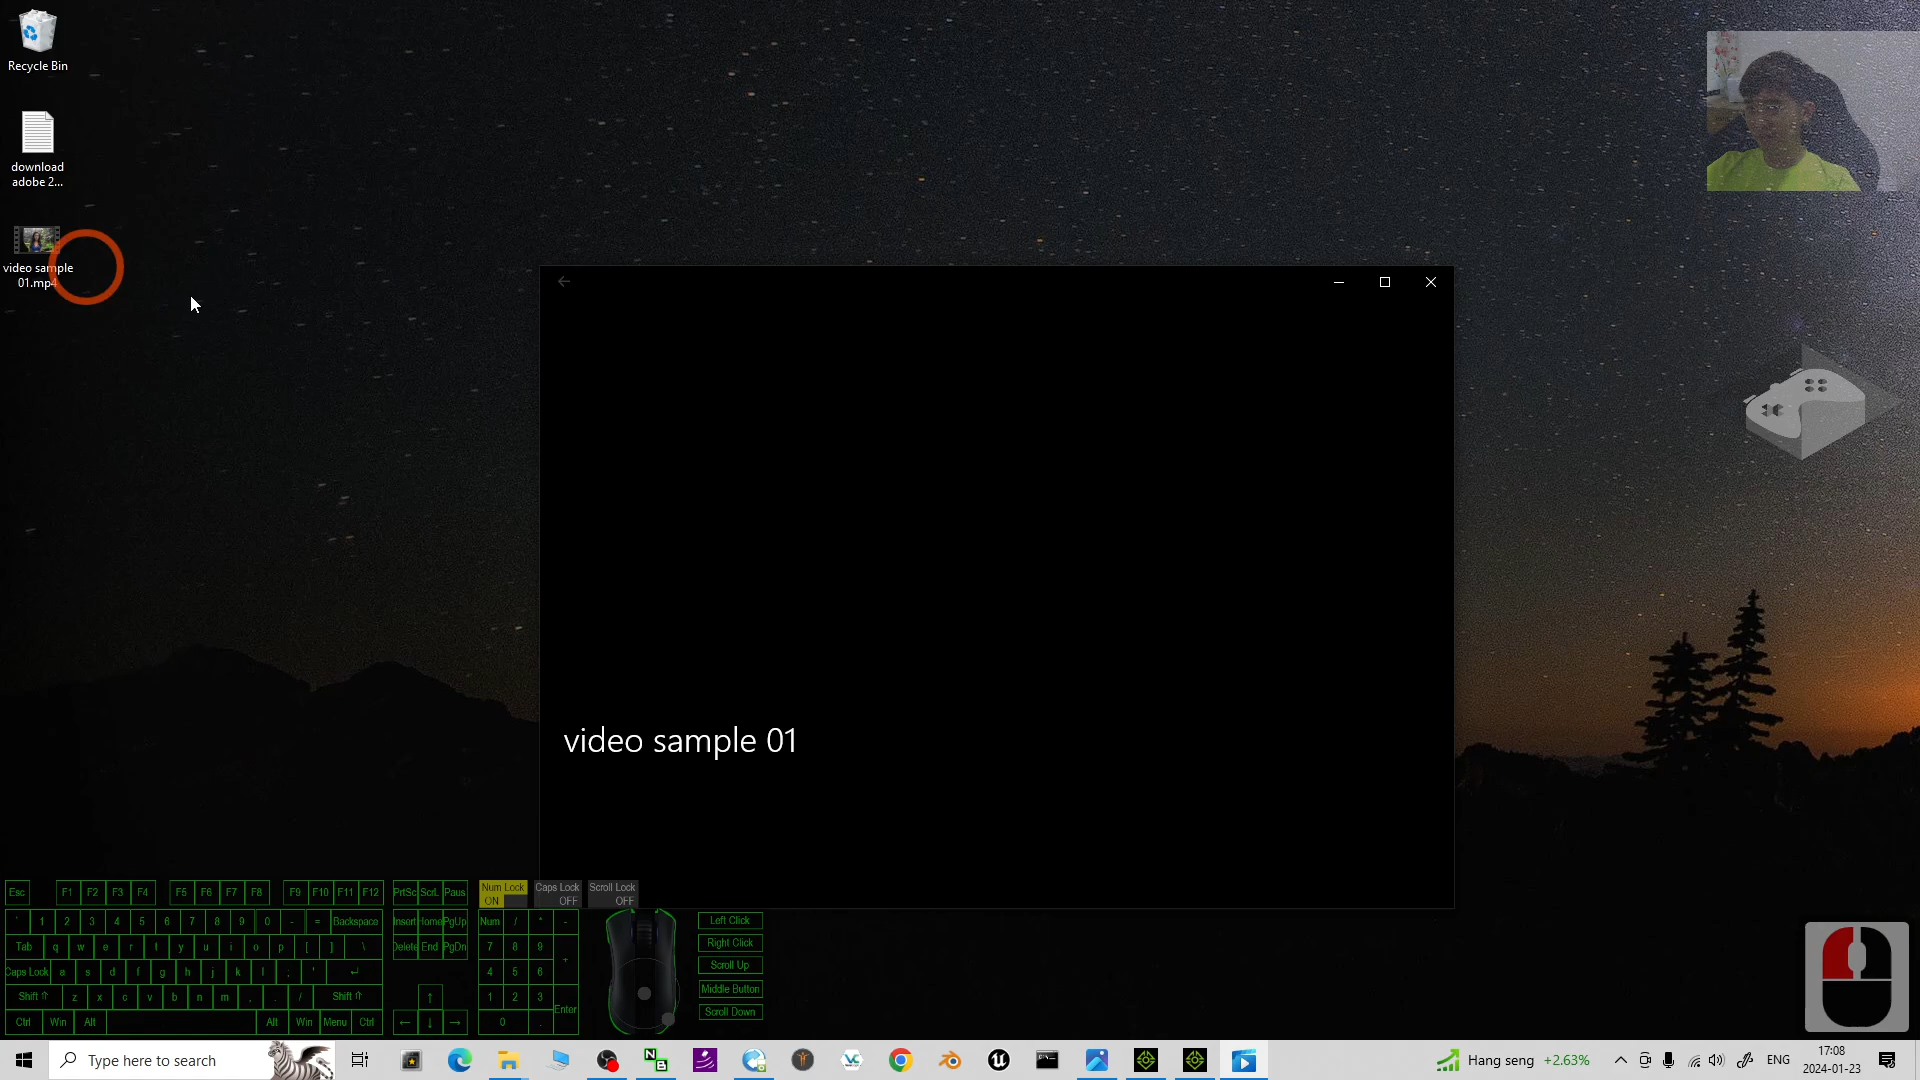 Recycle Bin
download
adobe 2...
video sample
01.mp4
video sample 01
Esc F1 F2 F3 F4 F5 F6 F7 F8 F9 F10 F11 F12 PrtSc ScrL Paus
Num Lock
ON
Caps Lock
OFF
Scroll Lock
OFF
` 1 2 3 4 5 6 7 8 9 0 - = Backspace Insert Home PgUp Num / * -
Tab q w e r t y u i o p [ ] \ Delete End PgDn 7 8 9 +
Caps Lock a s d f g h j k l ; ' ↵ 4 5 6
Shift ⇧ z x c v b n m , . / Shift ⇧ ↑ 1 2 3 Enter
Ctrl Win Alt Alt Win Menu Ctrl ← ↓ → 0 .
Left Click
Right Click
Scroll Up
Middle Button
Scroll Down
Type here to search
Hang seng +2.63%
ENG
17:08
2024-01-23